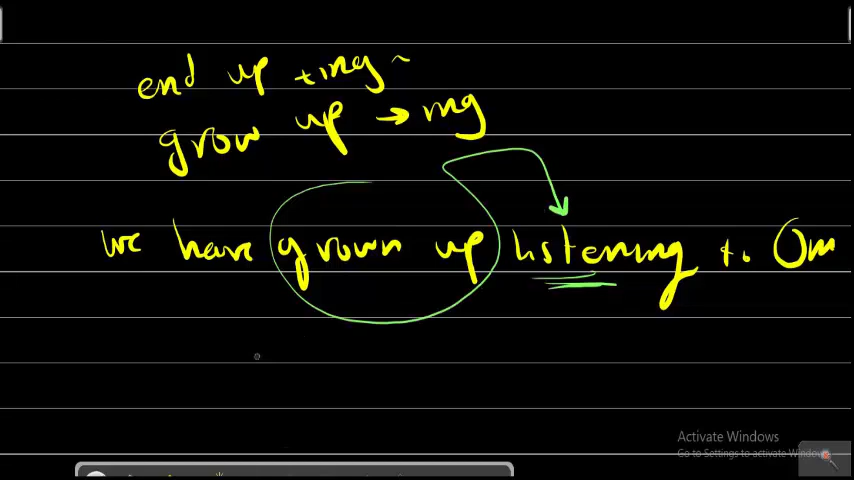 end up +ing
grow up → ing
we have grown up listening to Om
Activate Windows
Go to Settings to activate Windows.